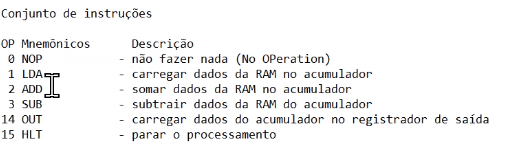 Conjunto de instruções
OP Mnemônicos Descrição
0 NOP - não fazer nada (No OPeration)
1 LDA - carregar dados da RAM no acumulador
2 ADD - somar dados da RAM no acumulador
3 SUB - subtrair dados da RAM do acumulador
14 OUT - carregar dados do acumulador no registrador de saída
15 HLT - parar o processamento